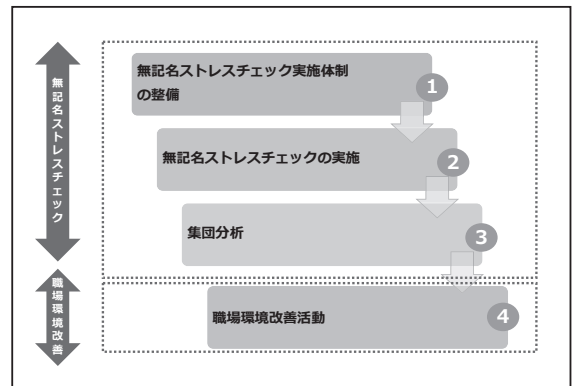 無記名ストレスチェック
無記名ストレスチェック実施体制
の整備
1
無記名ストレスチェックの実施
2
集団分析
3
職場環境改善
職場環境改善活動
4